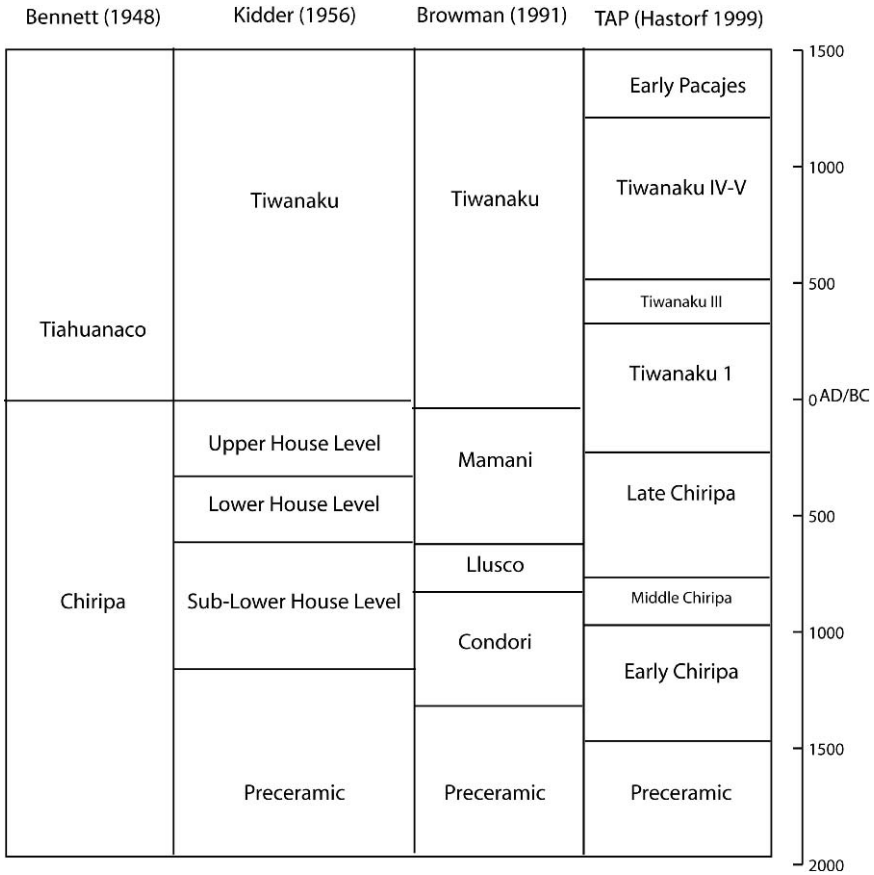 Bennett (1948)
Kidder (1956)
Browman (1991)
TAP (Hastorf 1999)
Tiahuanaco
Chiripa
Tiwanaku
Upper House Level
Lower House Level
Sub-Lower House Level
Preceramic
Tiwanaku
Mamani
Llusco
Condori
Preceramic
Early Pacajes
Tiwanaku IV-V
Tiwanaku III
Tiwanaku 1
Late Chiripa
Middle Chiripa
Early Chiripa
Preceramic
1500
1000
500
0 AD/BC
500
1000
1500
2000